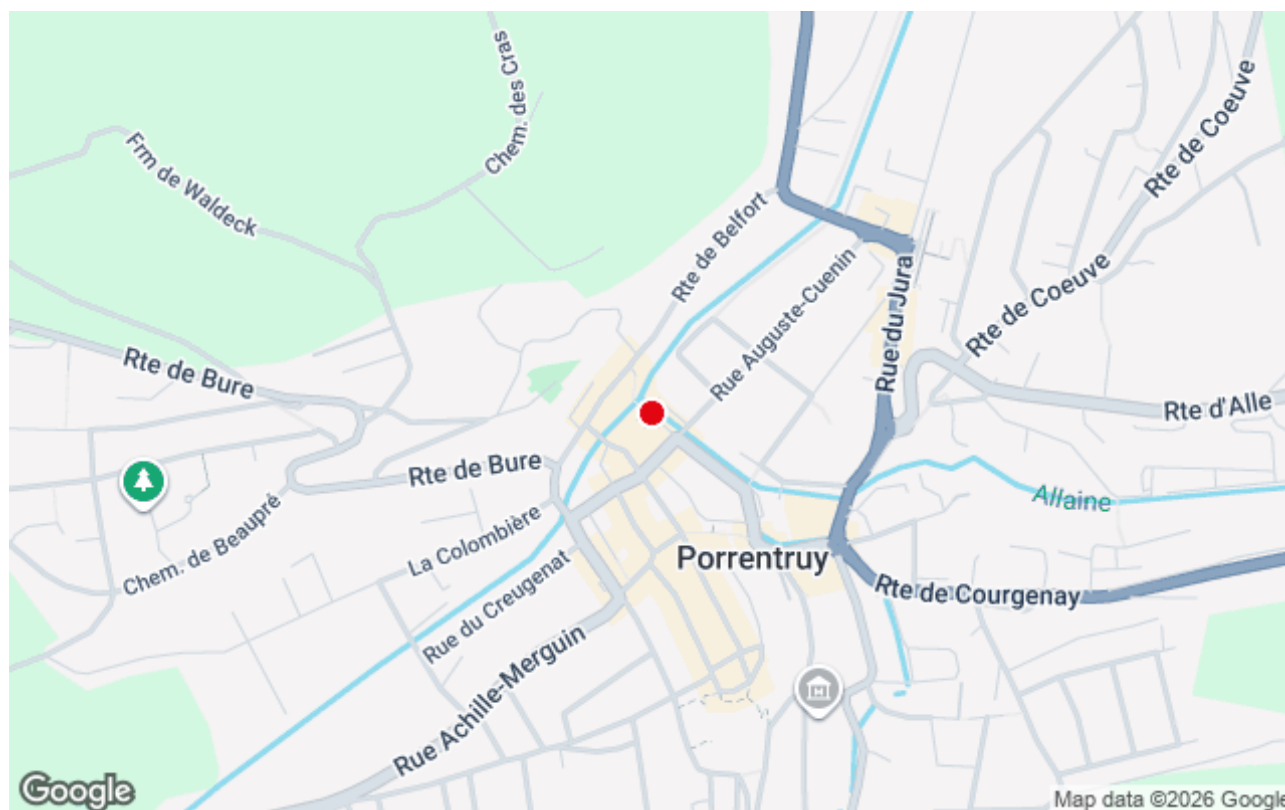 Chem. des Cras
Frm de Waldeck
Rte de Coeuve
Rte de Belfort
Rue Auguste-Cuenin
Rue du Jura
Rte de Coeuve
Rte de Bure
Rte d'Alle
Rte de Bure
Allaine
Chem. de Beaupré
La Colombière
Porrentruy
Rue du Creugenat
Rte de Courgenay
Rue Achille-Merguin
Google
Map data ©2026 Google